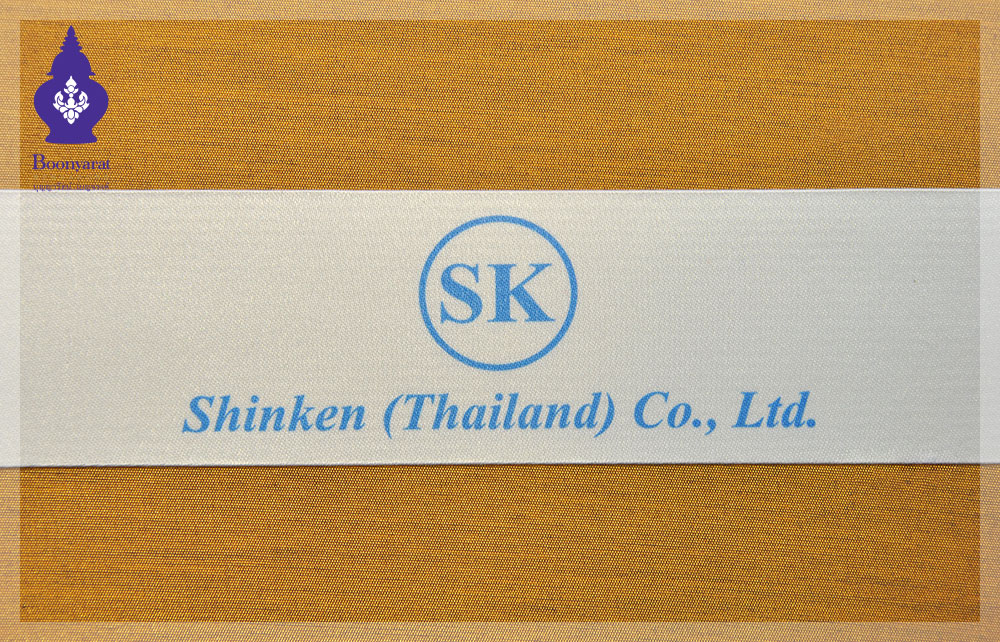 Boonyarat
SK
Shinken (Thailand) Co., Ltd.